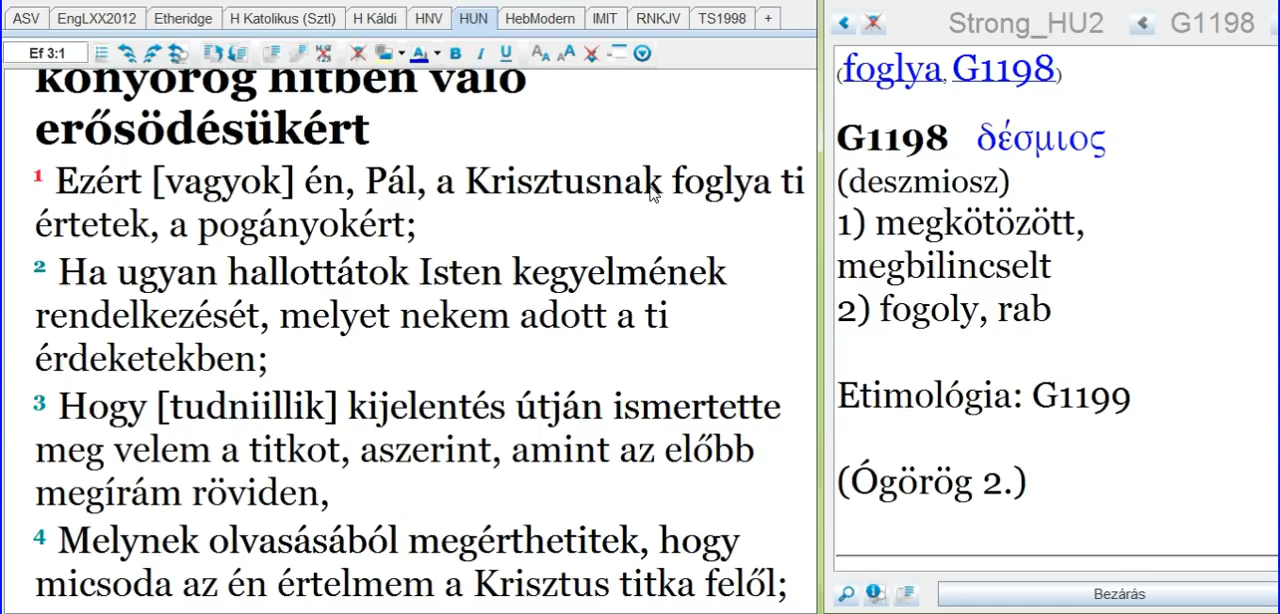 ASV EngLXX2012 Etheridge H Katolikus (Sztl) H Káldi HNV HUN HebModern IMIT RNKJV TS1998 +
Ef 3:1
könyörög hitben való
erősödésükért
1 Ezért [vagyok] én, Pál, a Krisztusnak foglya ti
értetek, a pogányokért;
2 Ha ugyan hallottátok Isten kegyelmének
rendelkezését, melyet nekem adott a ti
érdeketekben;
3 Hogy [tudniillik] kijelentés útján ismertette
meg velem a titkot, aszerint, amint az előbb
megírám röviden,
4 Melynek olvasásából megérthetitek, hogy
micsoda az én értelmem a Krisztus titka felől;
Strong_HU2 G1198
(foglya, G1198)
G1198 δέσμιος
(deszmiosz)
1) megkötözött,
megbilincselt
2) fogoly, rab
Etimológia: G1199
(Ógörög 2.)
Bezárás